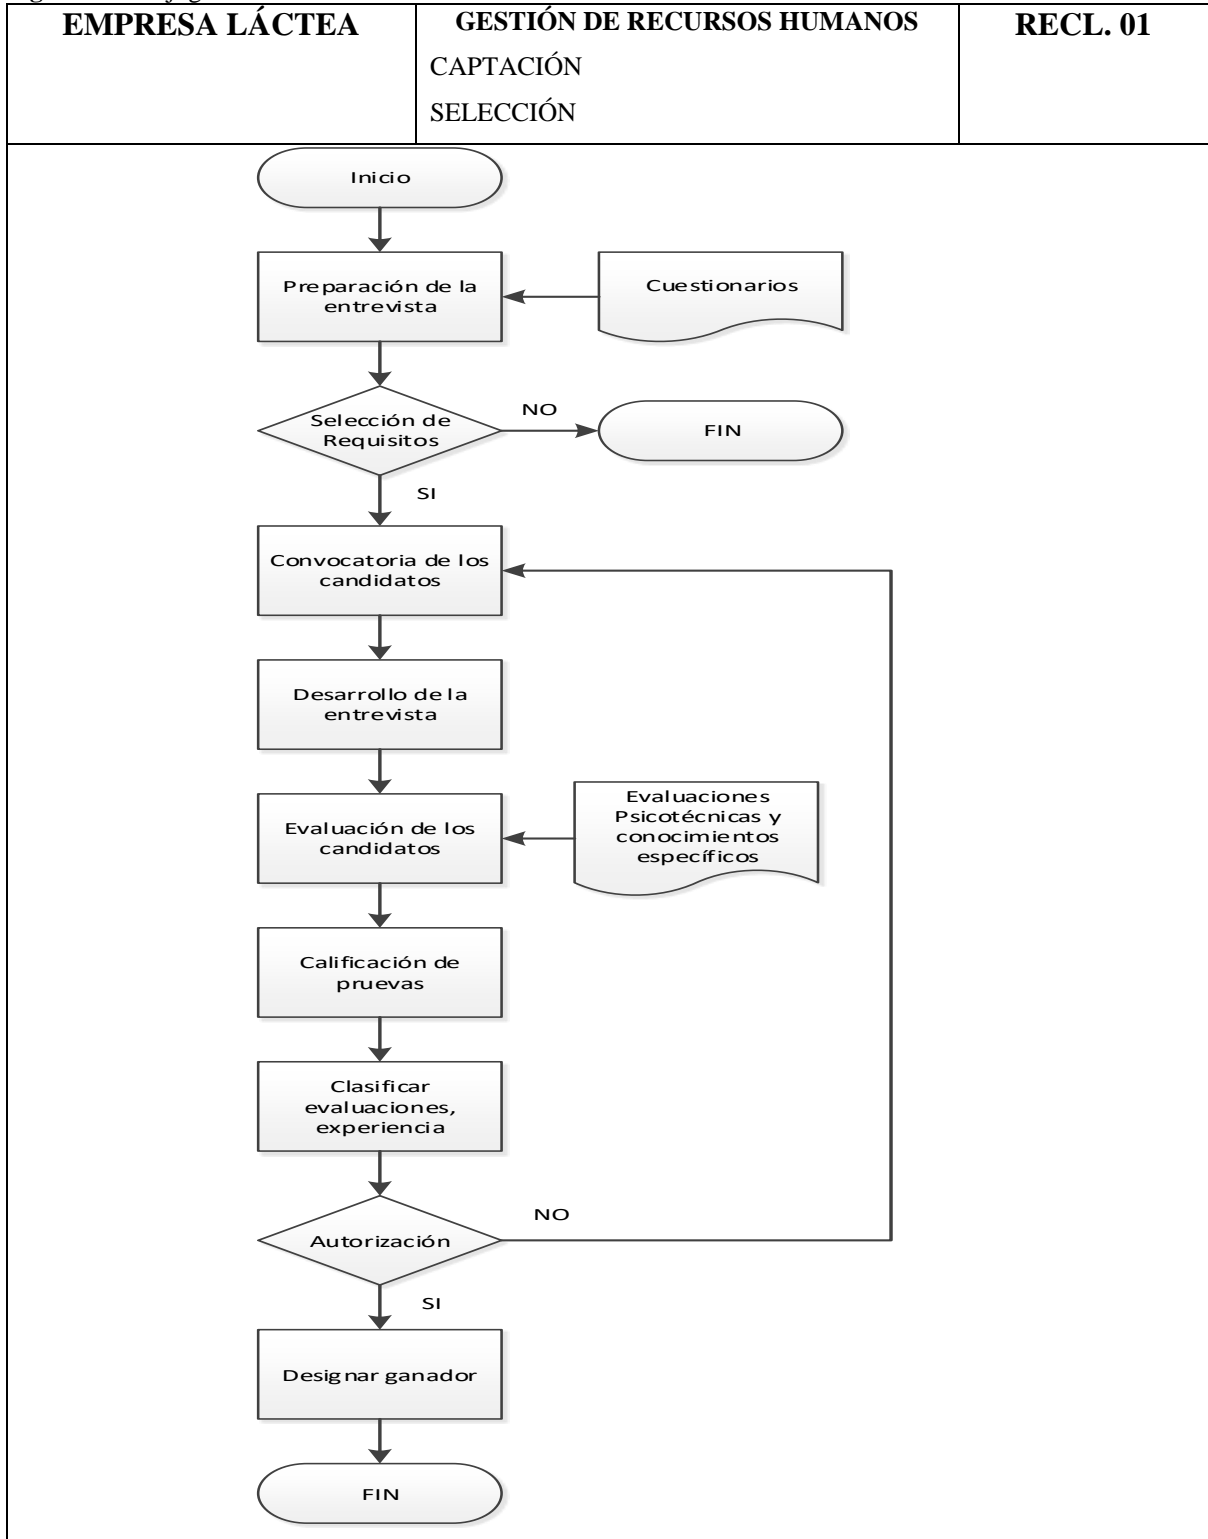 EMPRESA LÁCTEA
GESTIÓN DE RECURSOS HUMANOS
CAPTACIÓN
SELECCIÓN
RECL. 01
Inicio
Preparación de la
entrevista
Cuestionarios
Selección de
Requisitos
NO
FIN
SI
Convocatoria de los
candidatos
Desarrollo de la
entrevista
Evaluación de los
candidatos
Evaluaciones
Psicotécnicas y
conocimientos
específicos
Calificación de
pruevas
Clasificar
evaluaciones,
experiencia
Autorización
NO
SI
Designar ganador
FIN